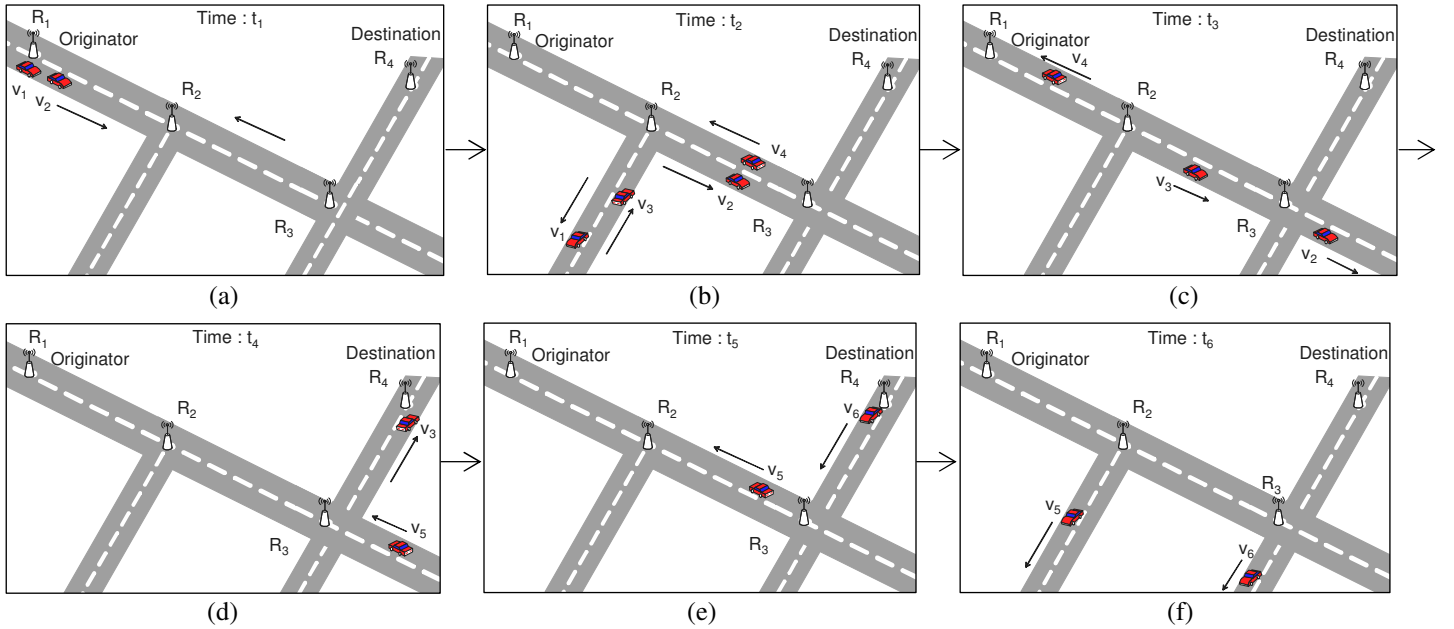 R1
Time : t1
Originator
Destination
R4
v1 v2
R2
R3
(a)
R1
Time : t2
Originator
Destination
R4
R2
v4
v3
v2
v1
R3
(b)
R1
Time : t3
Originator
Destination
v4
R4
R2
v3
R3
v2
(c)
R1
Time : t4
Originator
Destination
R4
R2
v3
v5
R3
(d)
R1
Time : t5
Originator
Destination
R4
R2
v6
v5
R3
(e)
R1
Time : t6
Originator
Destination
R4
R2
R3
v5
v6
(f)